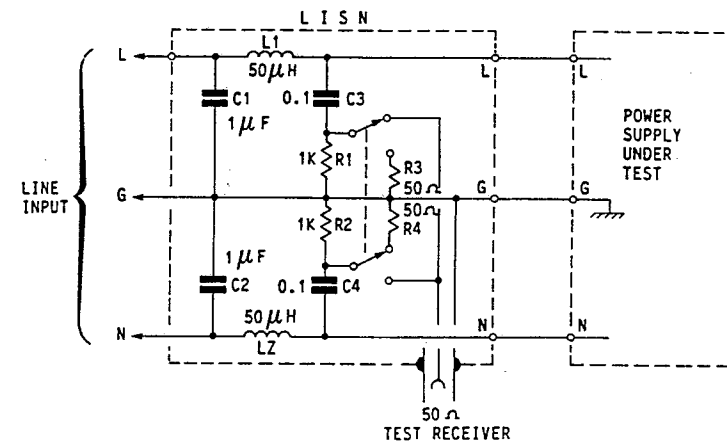 L I S N
L
L1
50μH
L
L
C1
1μF
0.1
C3
POWER
SUPPLY
UNDER
TEST
1K
R1
R3
50Ω
LINE
INPUT
G
G
G
50Ω
R4
1K
R2
1μF
C2
0.1
C4
50μH
N
LZ
N
N
50Ω
TEST RECEIVER